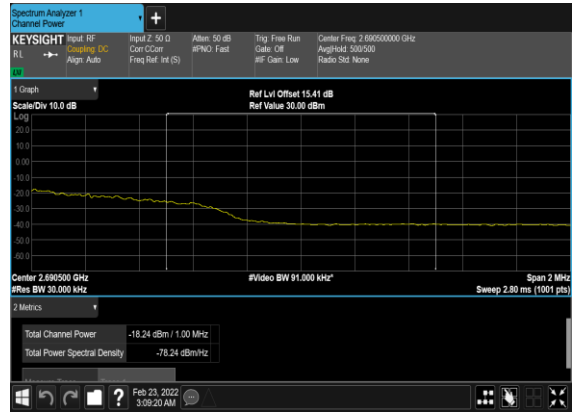 Spectrum Analyzer 1
Channel Power
KEYSIGHT Input: RF Input Z: 50 Ω Atten: 50 dB Trig: Free Run Center Freq: 2.690500000 GHz
RL Coupling: DC Corr CCorr #PNO: Fast Gate: Off Avg|Hold: 500/500
Align: Auto Freq Ref: Int (S) #IF Gain: Low Radio Std: None
LW
1 Graph Ref Lvl Offset 15.41 dB
Scale/Div 10.0 dB Ref Value 30.00 dBm
Log
20.0
10.0
0.00
-10.0
-20.0
-30.0
-40.0
-50.0
-60.0
Center 2.690500 GHz #Video BW 91.000 kHz* Span 2 MHz
#Res BW 30.000 kHz Sweep 2.80 ms (1001 pts)
2 Metrics
Total Channel Power -18.24 dBm / 1.00 MHz
Total Power Spectral Density -78.24 dBm/Hz
? Feb 23, 2022
3:09:20 AM